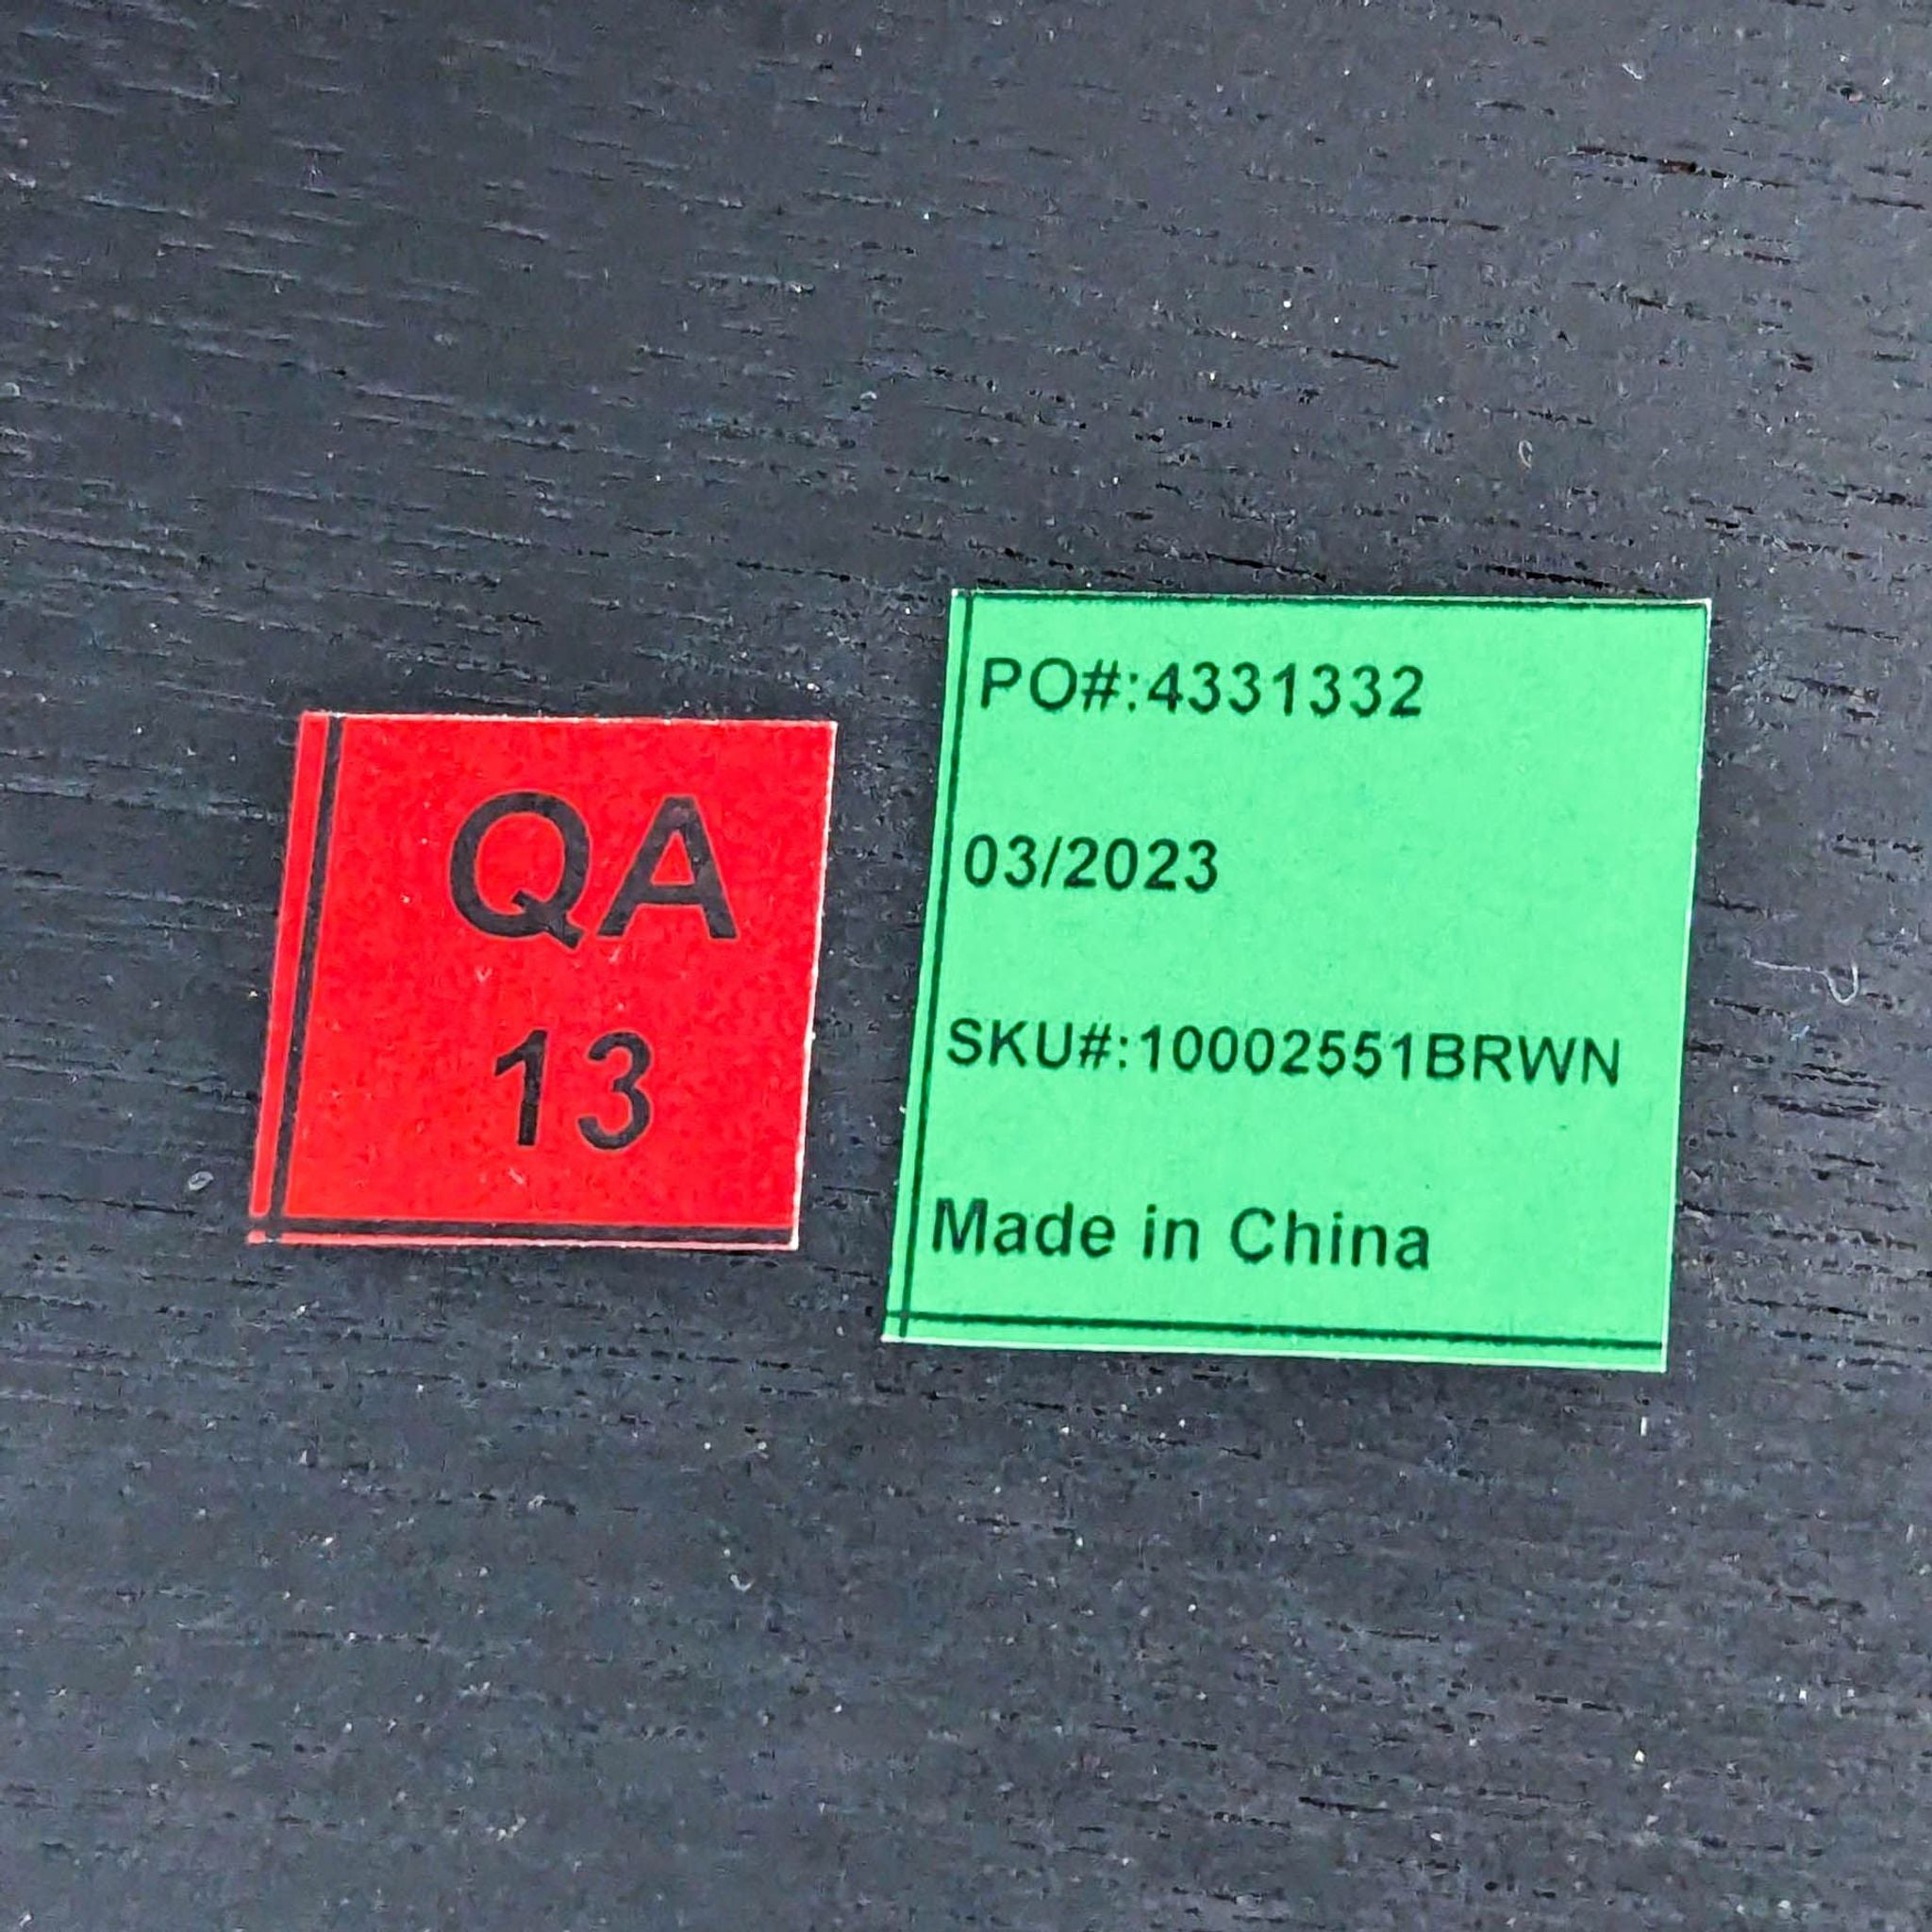 QA
13
PO#:4331332
03/2023
SKU#:10002551BRWN
Made in China